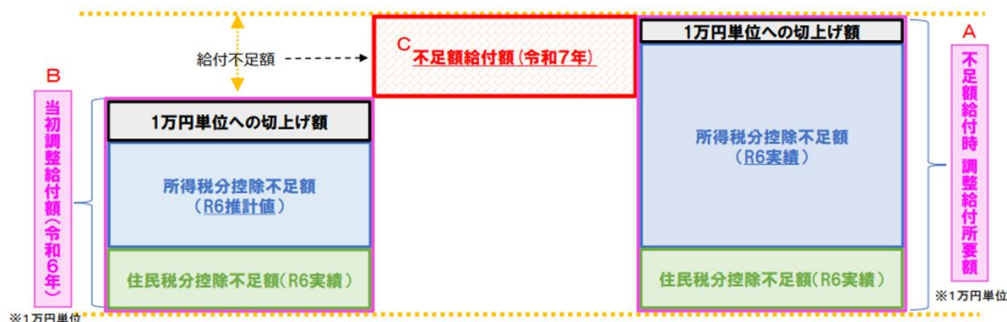 給付不足額
C
不足額給付額（令和7年）
1万円単位への切上げ額
A
B
当初調整給付額（令和６年）
1万円単位への切上げ額
所得税分控除不足額
（R6推計値）
住民税分控除不足額（R6実績）
所得税分控除不足額
（R6実績）
住民税分控除不足額（R6実績）
不足額給付時 調整給付所要額
※1万円単位
※1万円単位